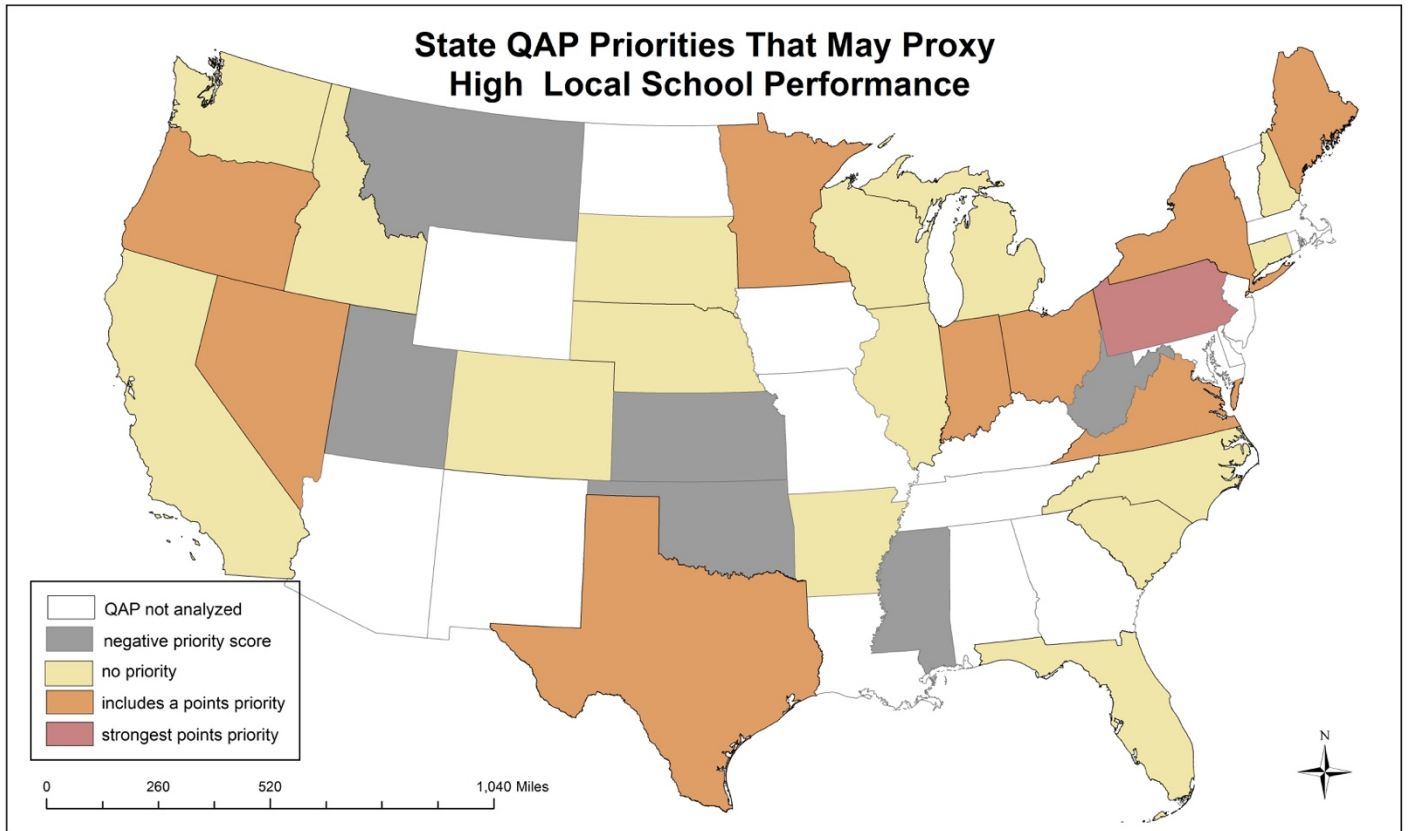 State QAP Priorities That May Proxy
High Local School Performance
QAP not analyzed
negative priority score
no priority
includes a points priority
strongest points priority
0 260 520 1,040 Miles
N